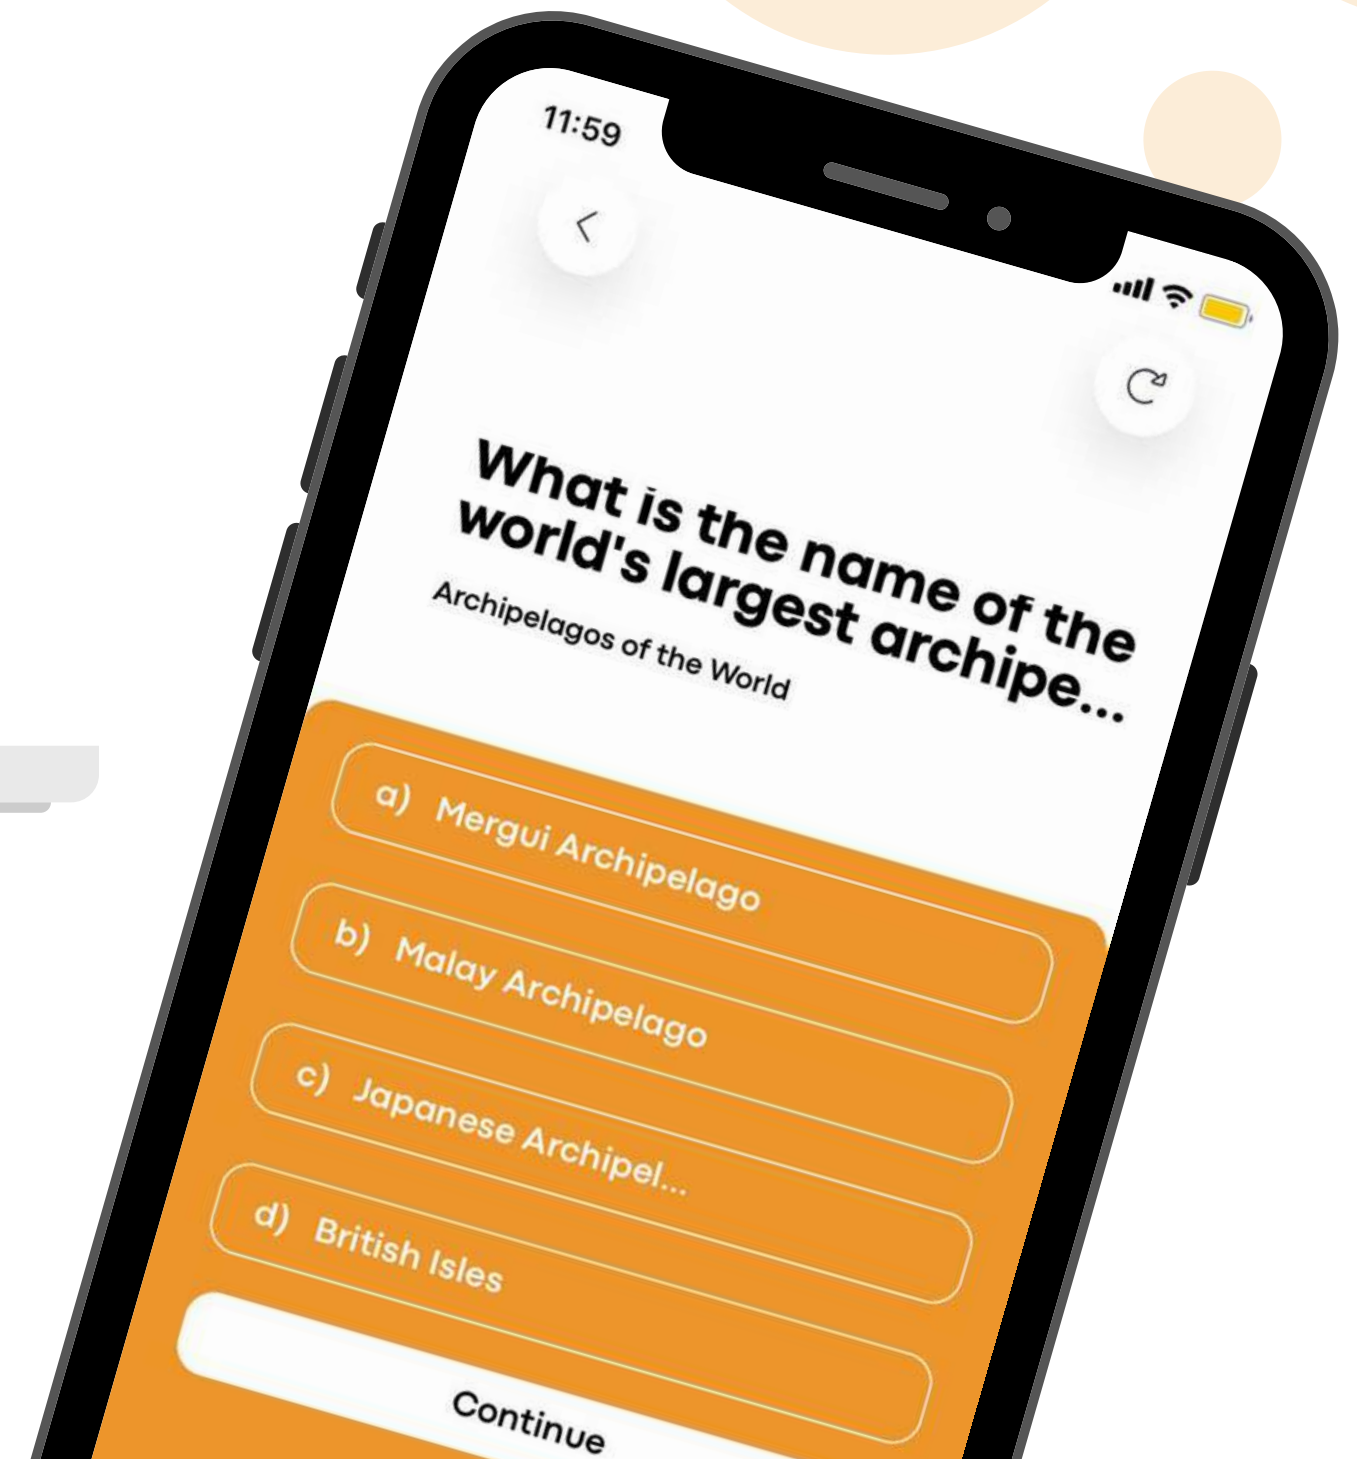 11:59
What is the name of the
world's largest archipe...
Archipelagos of the World
a) Mergui Archipelago
b) Malay Archipelago
c) Japanese Archipel...
d) British Isles
Continue